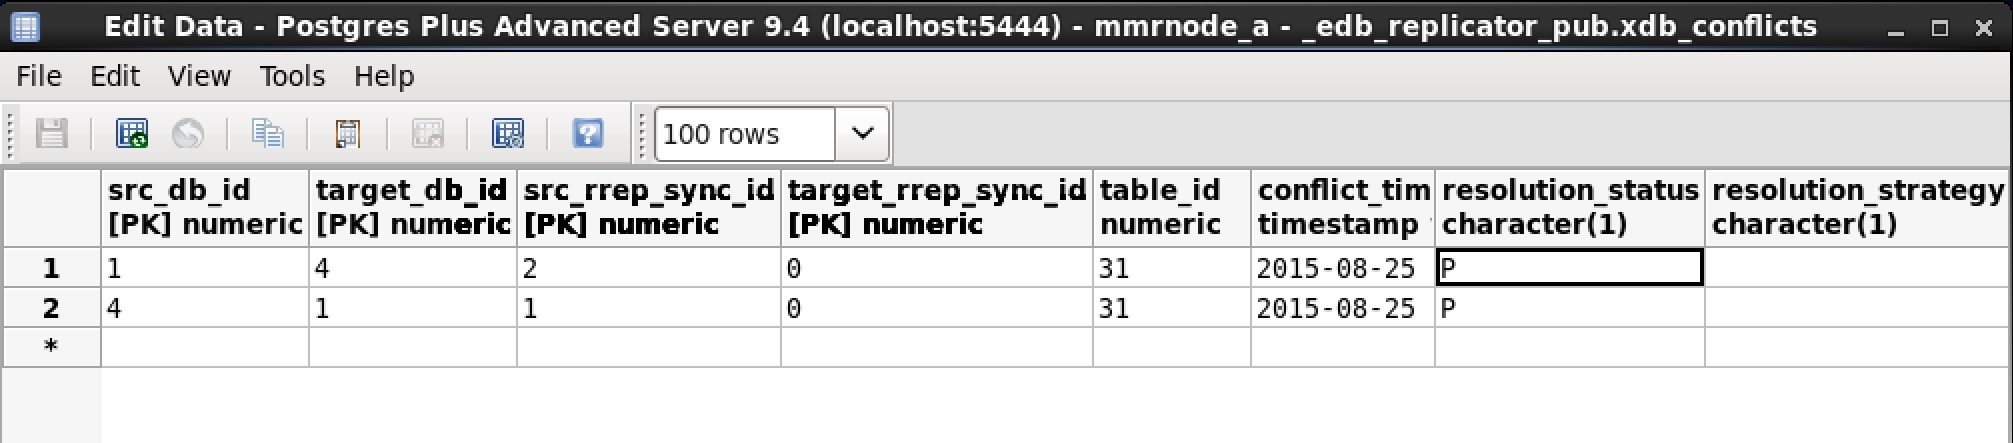 Edit Data - Postgres Plus Advanced Server 9.4 (localhost:5444) - mmrnode_a - _edb_replicator_pub.xdb_conflicts
File Edit View Tools Help
100 rows
src_db_id target_db_id src_rrep_sync_id target_rrep_sync_id table_id conflict_tim resolution_status resolution_strategy
[PK] numeric [PK] numeric [PK] numeric [PK] numeric numeric timestamp character(1) character(1)
1 1 4 2 0 31 2015-08-25 P
2 4 1 1 0 31 2015-08-25 P
*